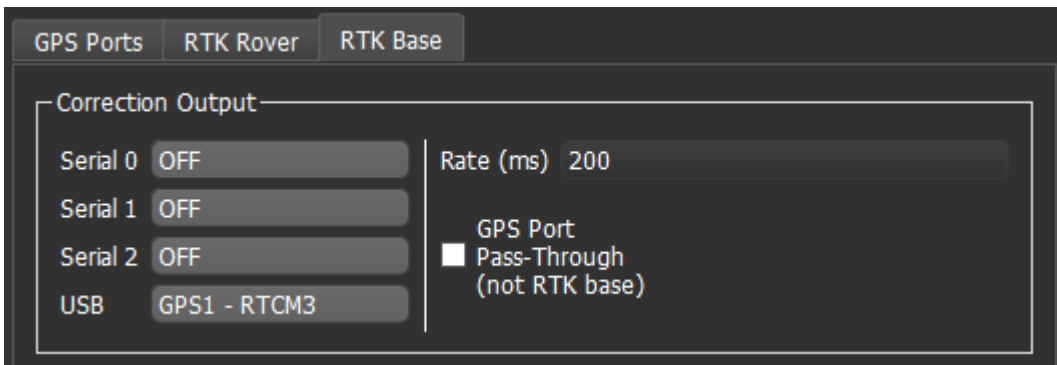 GPS Ports RTK Rover RTK Base
Correction Output
Serial 0 OFF
Serial 1 OFF
Serial 2 OFF
USB GPS1 - RTCM3
Rate (ms) 200
GPS Port
Pass-Through
(not RTK base)